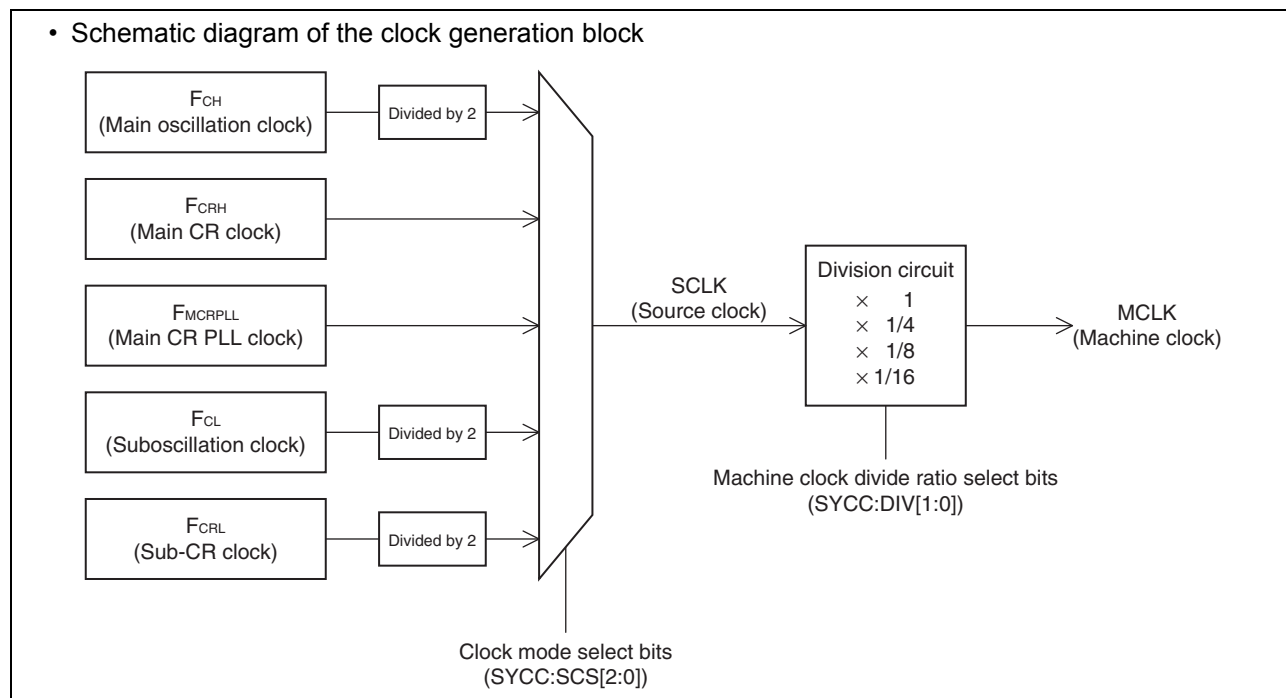 • Schematic diagram of the clock generation block
FCH
(Main oscillation clock)
Divided by 2
FCRH
(Main CR clock)
FMCRPLL
(Main CR PLL clock)
FCL
(Suboscillation clock)
Divided by 2
FCRL
(Sub-CR clock)
Divided by 2
Clock mode select bits
(SYCC:SCS[2:0])
SCLK
(Source clock)
Division circuit
× 1
× 1/4
× 1/8
× 1/16
Machine clock divide ratio select bits
(SYCC:DIV[1:0])
MCLK
(Machine clock)